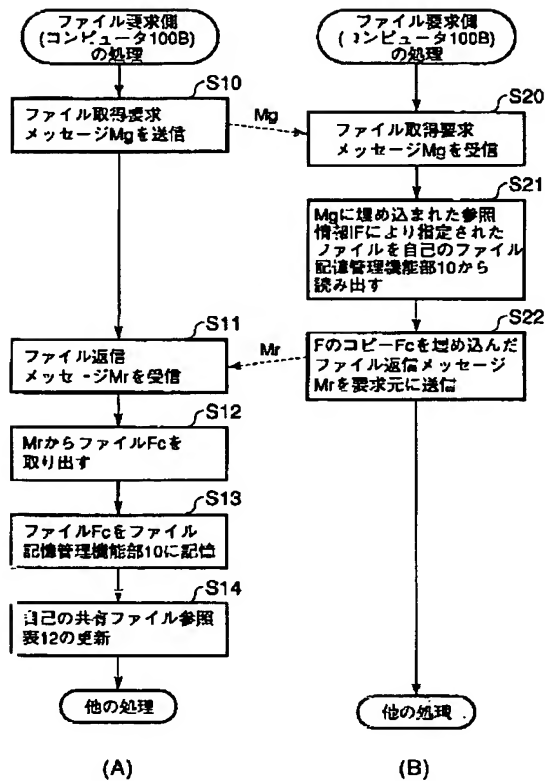 ファイル要求側
(コンピュータ100B)
の処理
S10
ファイル取得要求
メッセージMgを送信
Mg
S11
ファイル返信
メッセージMrを受信
Mr
S12
MrからファイルFcを
取り出す
S13
ファイルFcをファイル
記憶管理機能部10に記憶
S14
自己の共有ファイル参照
表12の更新
他の処理
(A)
ファイル要求側
(コンピュータ100B)
の処理
S20
ファイル取得要求
メッセージMgを受信
S21
Mgに埋め込まれた参照
情報IFにより指定された
ファイルを自己のファイル
記憶管理機能部10から
読み出す
S22
FのコピーFcを埋め込んだ
ファイル返信メッセージ
Mrを要求元に送信
他の処理
(B)